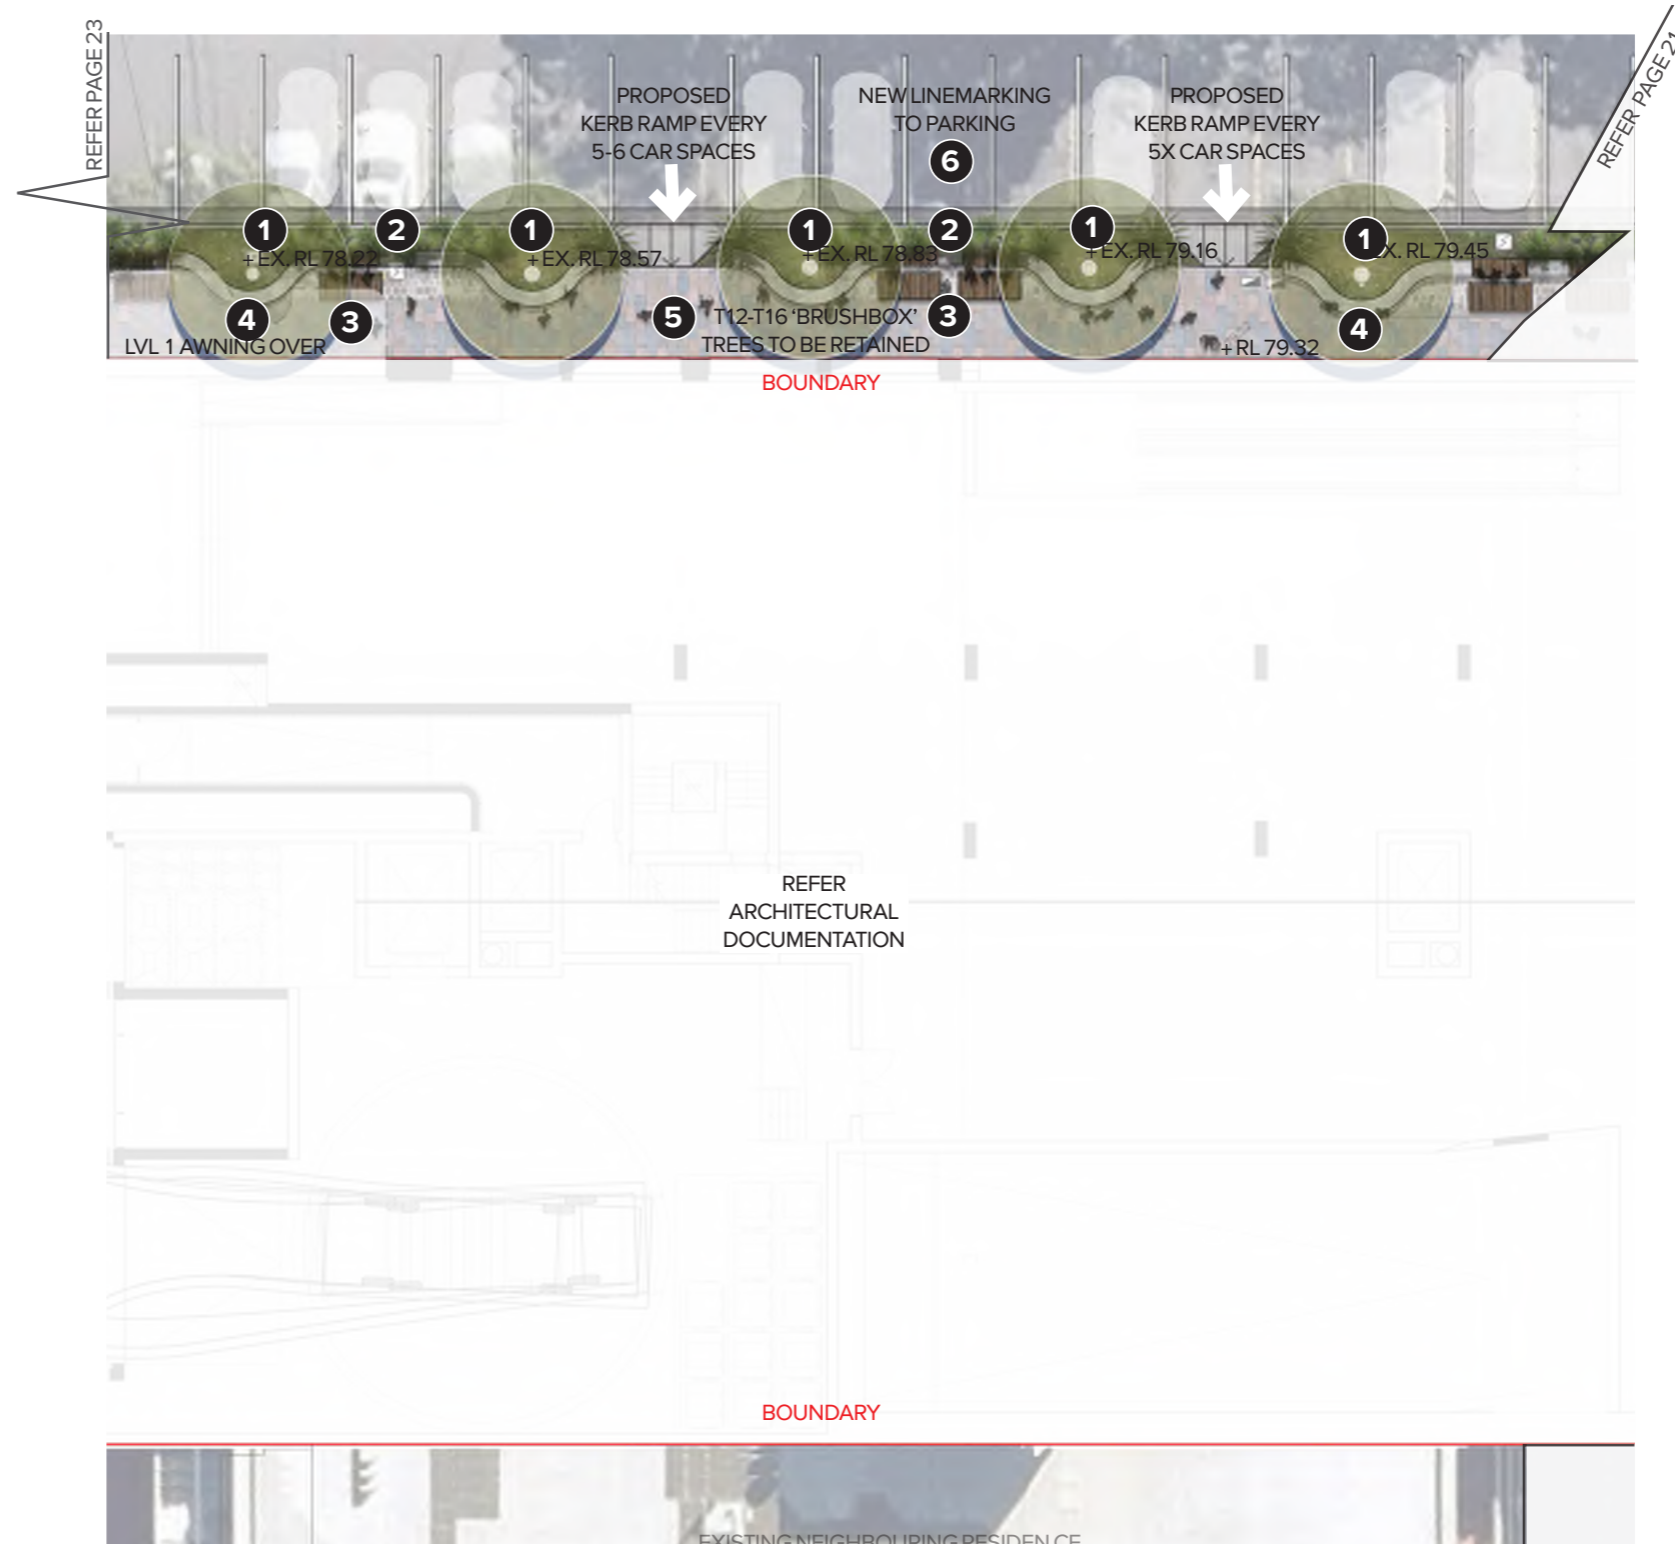 REFER PAGE 23
REFER PAGE 21
PROPOSED
KERB RAMP EVERY
5-6 CAR SPACES
NEW LINEMARKING
TO PARKING
6
PROPOSED
KERB RAMP EVERY
5X CAR SPACES
1
2
1
1
2
1
1
+ EX. RL 78.22
+ EX. RL 78.57
+ EX. RL 78.83
+ EX. RL 79.16
EX. RL 79.45
4
3
5
T12-T16 ‘BRUSHBOX’
TREES TO BE RETAINED
3
4
LVL 1 AWNING OVER
+ RL 79.32
BOUNDARY
REFER
ARCHITECTURAL
DOCUMENTATION
BOUNDARY
EXISTING NEIGHBOURING RESIDENCE